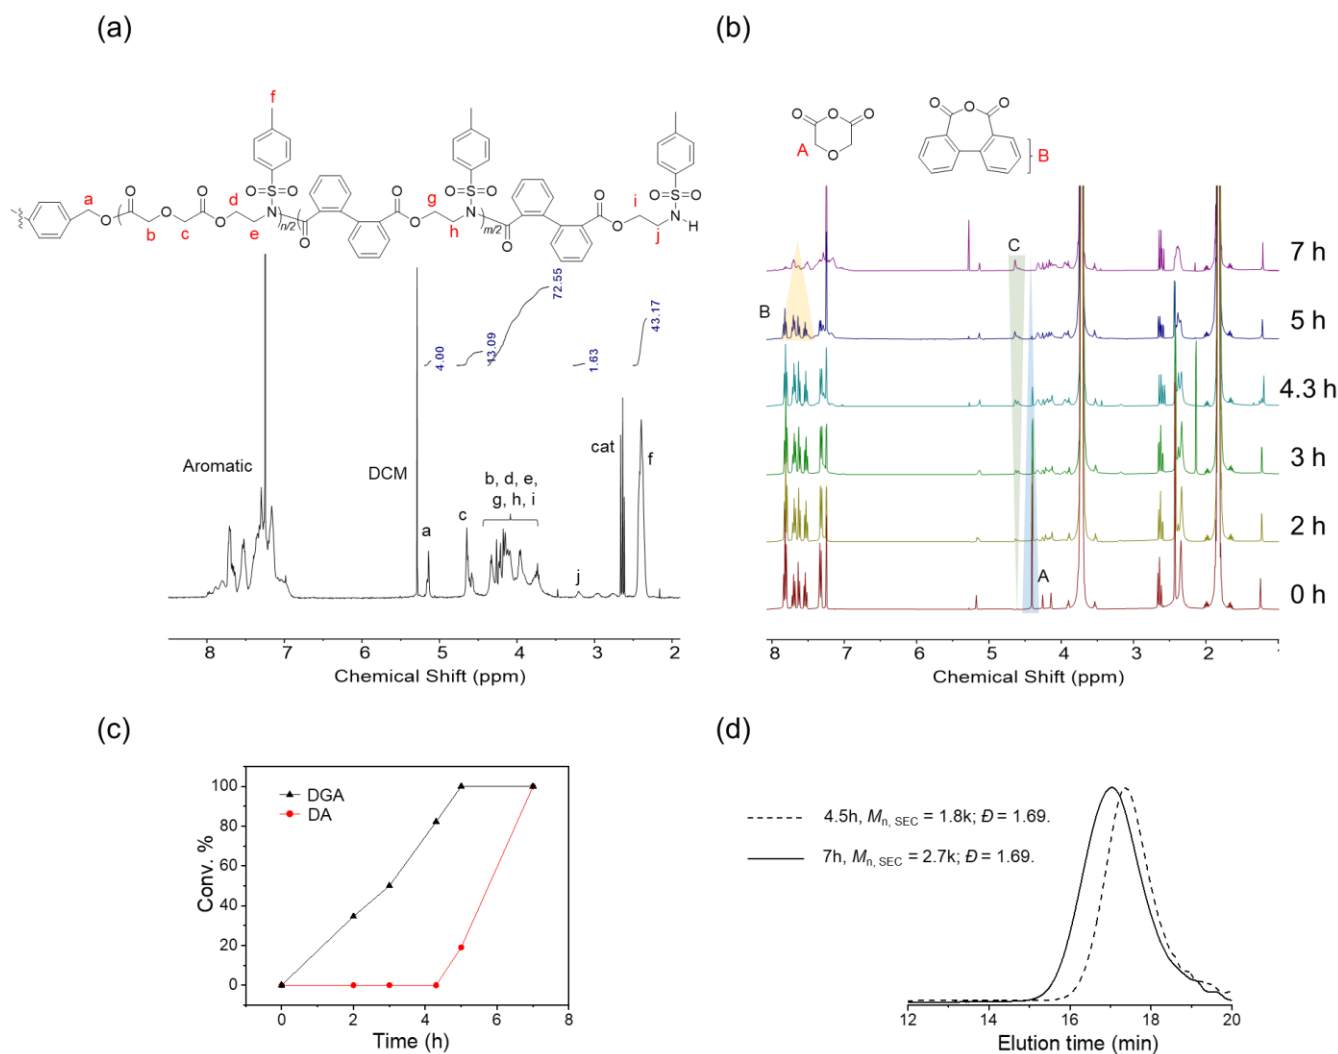 (a)
f
O
S
O
N
n/2
O
O
O
N
m/2
O
O
O
N
H
a
O
O
O
O
O
b
c
d
e
g
h
i
j
72.55
43.17
4.00
13.09
1.63
Aromatic
DCM
a
c
b, d, e,
g, h, i
j
cat
f
8 7 6 5 4 3 2
Chemical Shift (ppm)
(b)
O O O
A
O
O O O
B
C
7 h
B
5 h
4.3 h
3 h
2 h
A
0 h
8 7 6 5 4 3 2 1
Chemical Shift (ppm)
(c)
DGA
DA
100
80
60
40
20
0
Conv. %
0 2 4 6 8
Time (h)
(d)
4.5h, Mn, SEC = 1.8k; Đ = 1.69.
7h, Mn, SEC = 2.7k; Đ = 1.69.
12 14 16 18 20
Elution time (min)